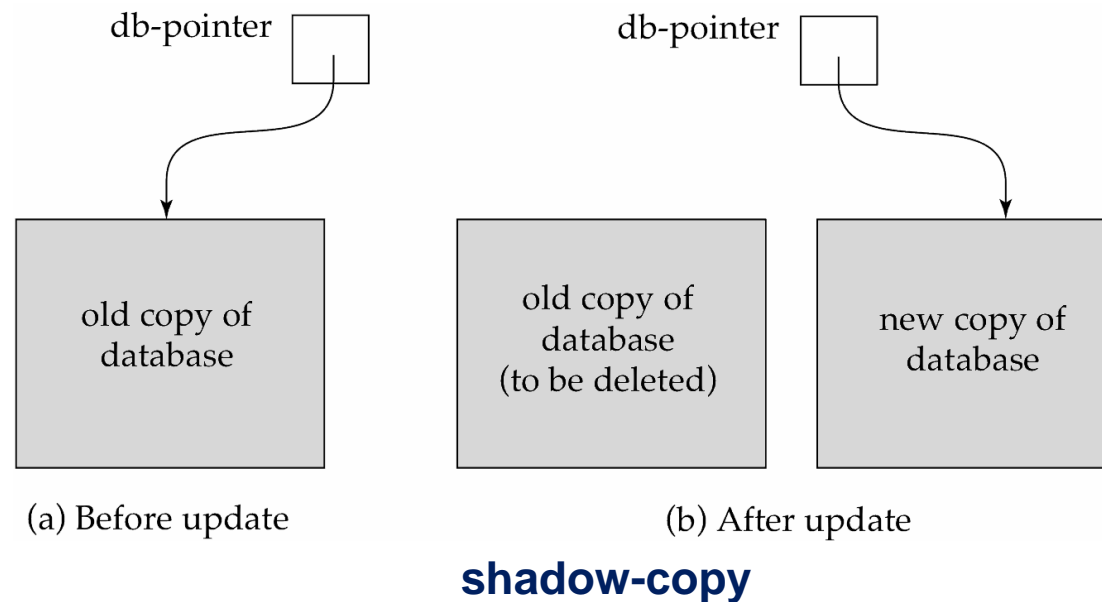 db-pointer
db-pointer
old copy of
database
old copy of
database
(to be deleted)
new copy of
database
(a) Before update
(b) After update
shadow-copy